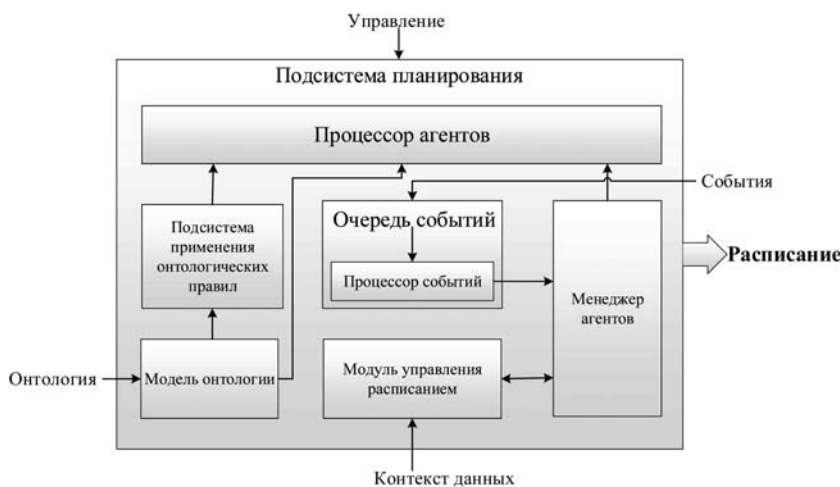 Управление
Подсистема планирования
Процессор агентов
События
Подсистема
применения
онтологических
правил
Очередь событий
Процессор событий
Менеджер
агентов
Расписание
Онтология
Модель онтологии
Модуль управления
расписанием
Контекст данных